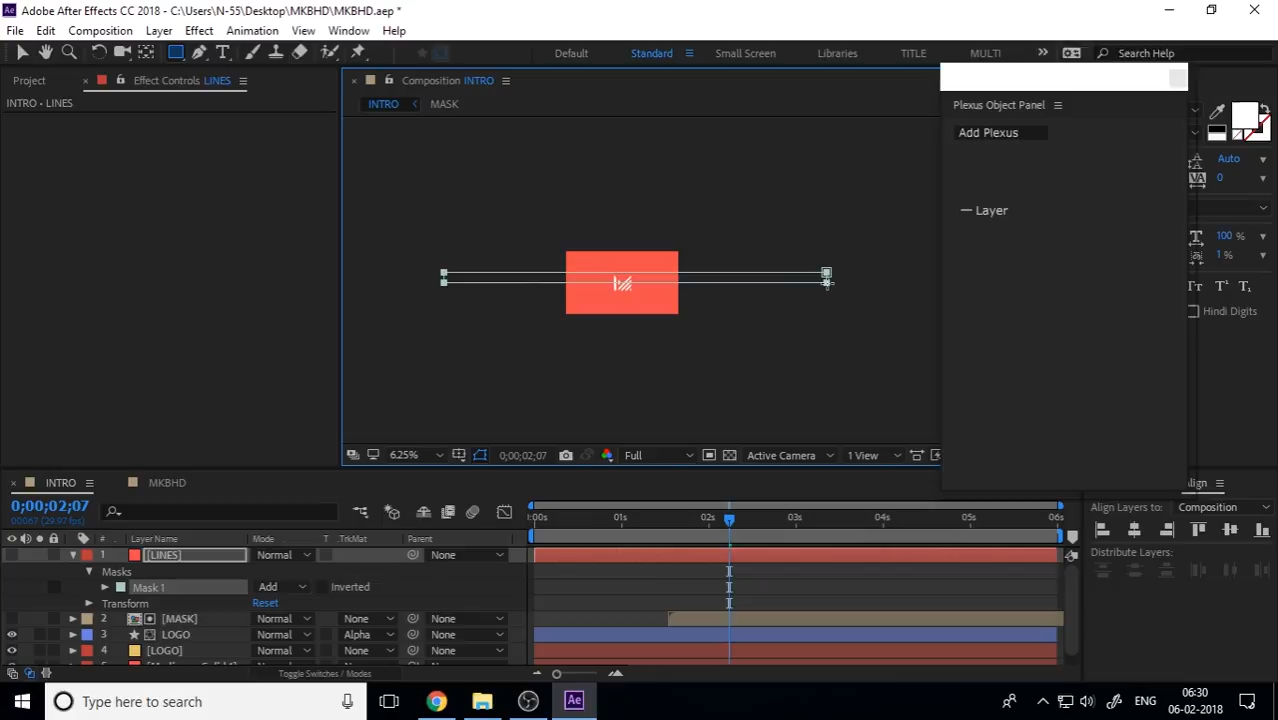 Adobe After Effects CC 2018 - C:\Users\N-55\Desktop\MKBHD\MKBHD.aep *
File Edit Composition Layer Effect Animation View Window Help
Default Standard Small Screen Libraries TITLE MULTI Search Help
Project Effect Controls LINES
INTRO • LINES
Composition INTRO
INTRO MASK
Plexus Object Panel
Add Plexus
Layer
Auto
0
100 %
1 %
Hindi Digits
6.25% 0;00;02;07 Full Active Camera 1 View
INTRO MKBHD
0;00;02;07
00067 (29.97 fps)
:00s 01s 02s 03s 04s 05s 06s
# Layer Name Mode T TrkMat Parent
1 [LINES] Normal None
Masks
Mask 1 Add Inverted
Transform Reset
2 [MASK] Normal None None
3 LOGO Normal Alpha None
4 [LOGO] Normal None None
Toggle Switches / Modes
Align
Align Layers to: Composition
Distribute Layers:
Type here to search
ENG
06:30
06-02-2018